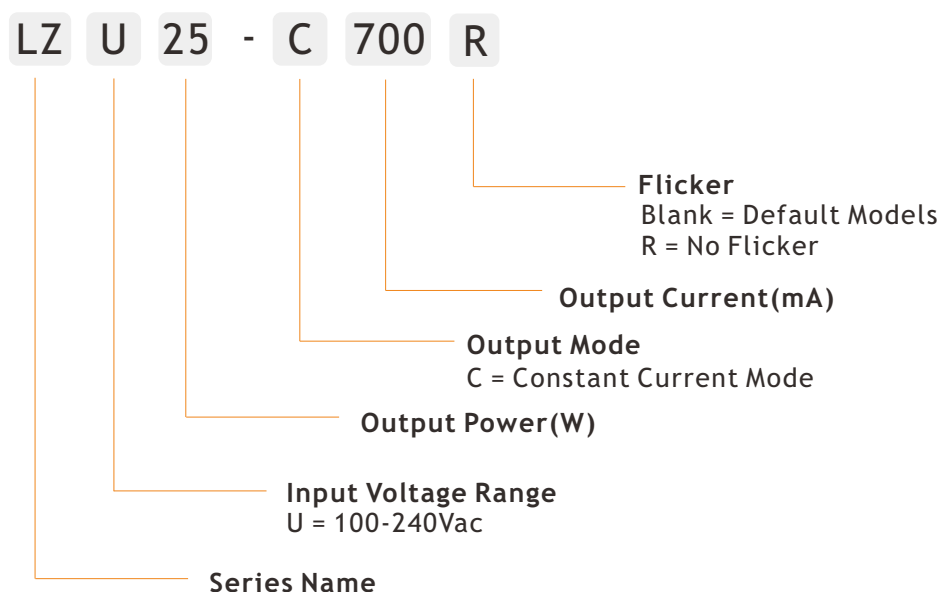 LZ U 25 - C 700 R
Flicker
Blank = Default Models
R = No Flicker
Output Current(mA)
Output Mode
C = Constant Current Mode
Output Power(W)
Input Voltage Range
U = 100-240Vac
Series Name